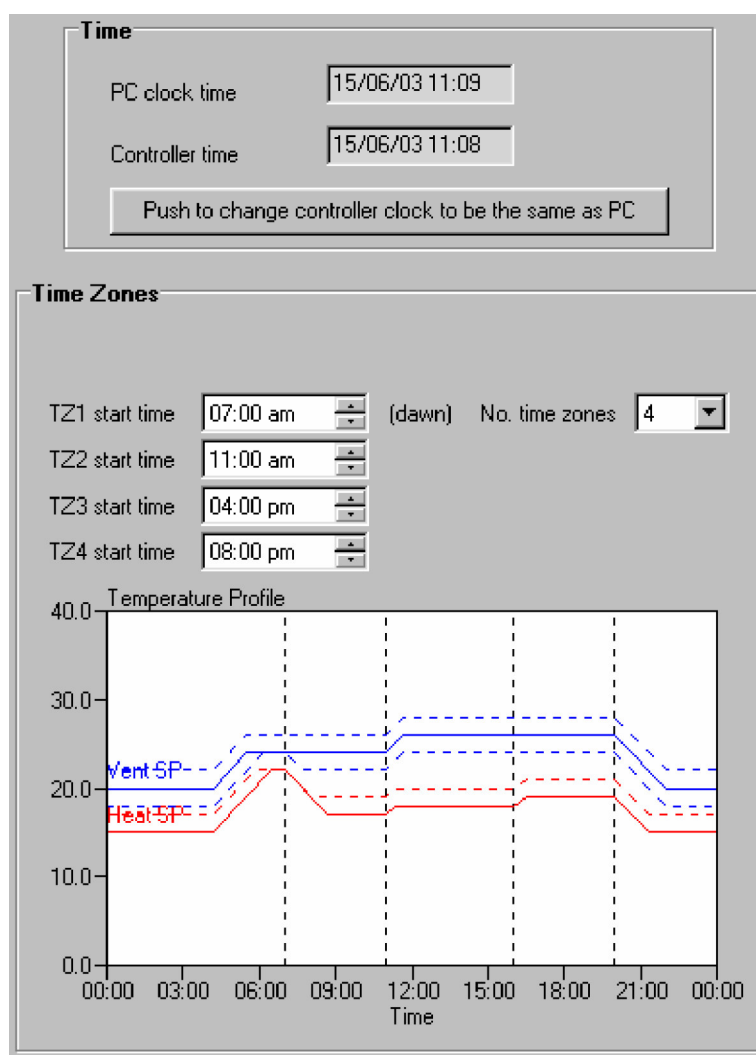 Time
PC clock time 15/06/03 11:09
Controller time 15/06/03 11:08
Push to change controller clock to be the same as PC
Time Zones
TZ1 start time 07:00 am (dawn) No. time zones 4
TZ2 start time 11:00 am
TZ3 start time 04:00 pm
TZ4 start time 08:00 pm
Temperature Profile
40.0
30.0
Vent SP
20.0
Heat SP
10.0
0.0
00:00 03:00 06:00 09:00 12:00 15:00 18:00 21:00 00:00
Time